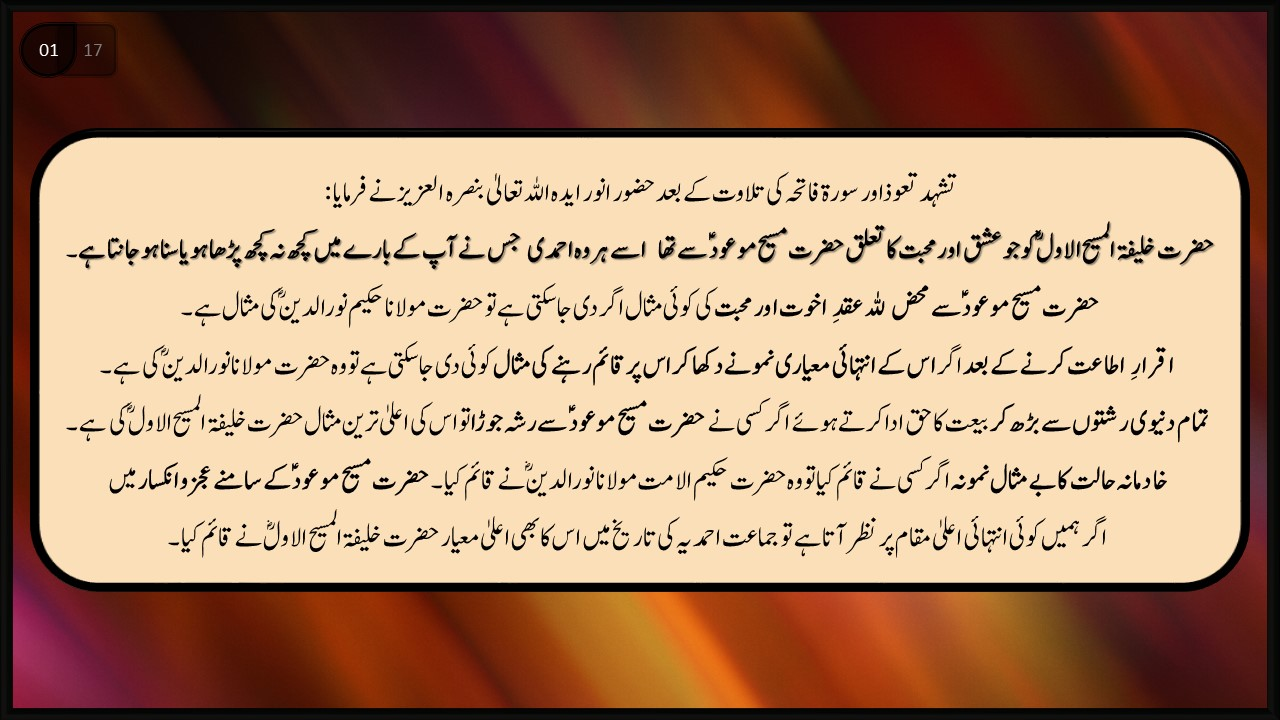 01 17
تشہد تعوذاور سورۃ فاتحہ کی تلاوت کے بعد حضور انور ایدہ اللہ تعالیٰ بنصرہ العزیز نے فرمایا:
حضرت خلیفۃ المسیح الاولؓ کو جو عشق اور محبت کا تعلق حضرت مسیح موعودؑ سے تھا اسے ہر وہ احمدی جس نے آپ کے بارے میں کچھ نہ کچھ پڑھا ہو یا سنا ہو جانتا ہے۔
حضرت مسیح موعودؑ سے محض للہ عقدِ اخوت اور محبت کی کوئی مثال اگر دی جاسکتی ہے تو حضرت مولانا حکیم نورالدینؓ کی مثال ہے۔
اقرارِ اطاعت کرنے کے بعد اگر اس کے انتہائی معیاری نمونے دکھا کر اس پر قائم رہنے کی مثال کوئی دی جاسکتی ہے تو وہ حضرت مولانا نورالدینؓ کی ہے۔
تمام دنیوی رشتوں سے بڑھ کر بیعت کا حق ادا کرتے ہوئے اگر کسی نے حضرت مسیح موعودؑ سے رشہ جوڑا تو اس کی اعلیٰ ترین مثال حضرت خلیفۃ المسیح الاولؓ کی ہے۔
خادمانہ حالت کا بے مثال نمونہ اگر کسی نے قائم کیا تو وہ حضرت حکیم الامت مولانا نورالدینؓ نے قائم کیا۔ حضرت مسیح موعودؑ کے سامنے عجز و انکسار میں
اگر ہمیں کوئی انتہائی اعلیٰ مقام پر نظر آتا ہے تو جماعت احمدیہ کی تاریخ میں اس کا بھی اعلیٰ معیار حضرت خلیفۃ المسیح الاولؓ نے قائم کیا۔